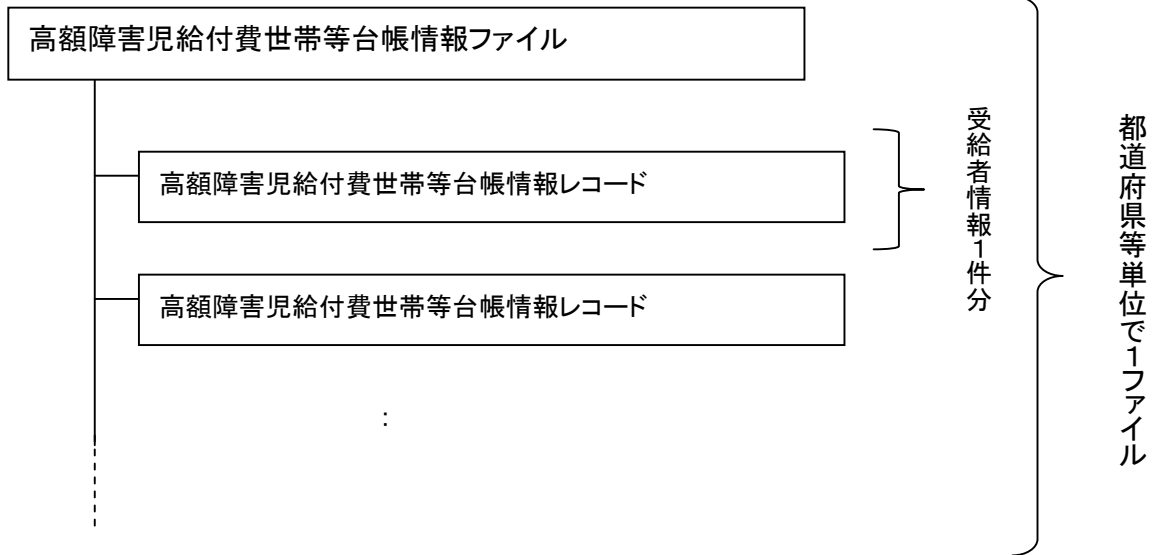 高額障害児給付費世帯等台帳情報ファイル
高額障害児給付費世帯等台帳情報レコード
受給者情報1件分
都道府県等単位で1ファイル
高額障害児給付費世帯等台帳情報レコード
: